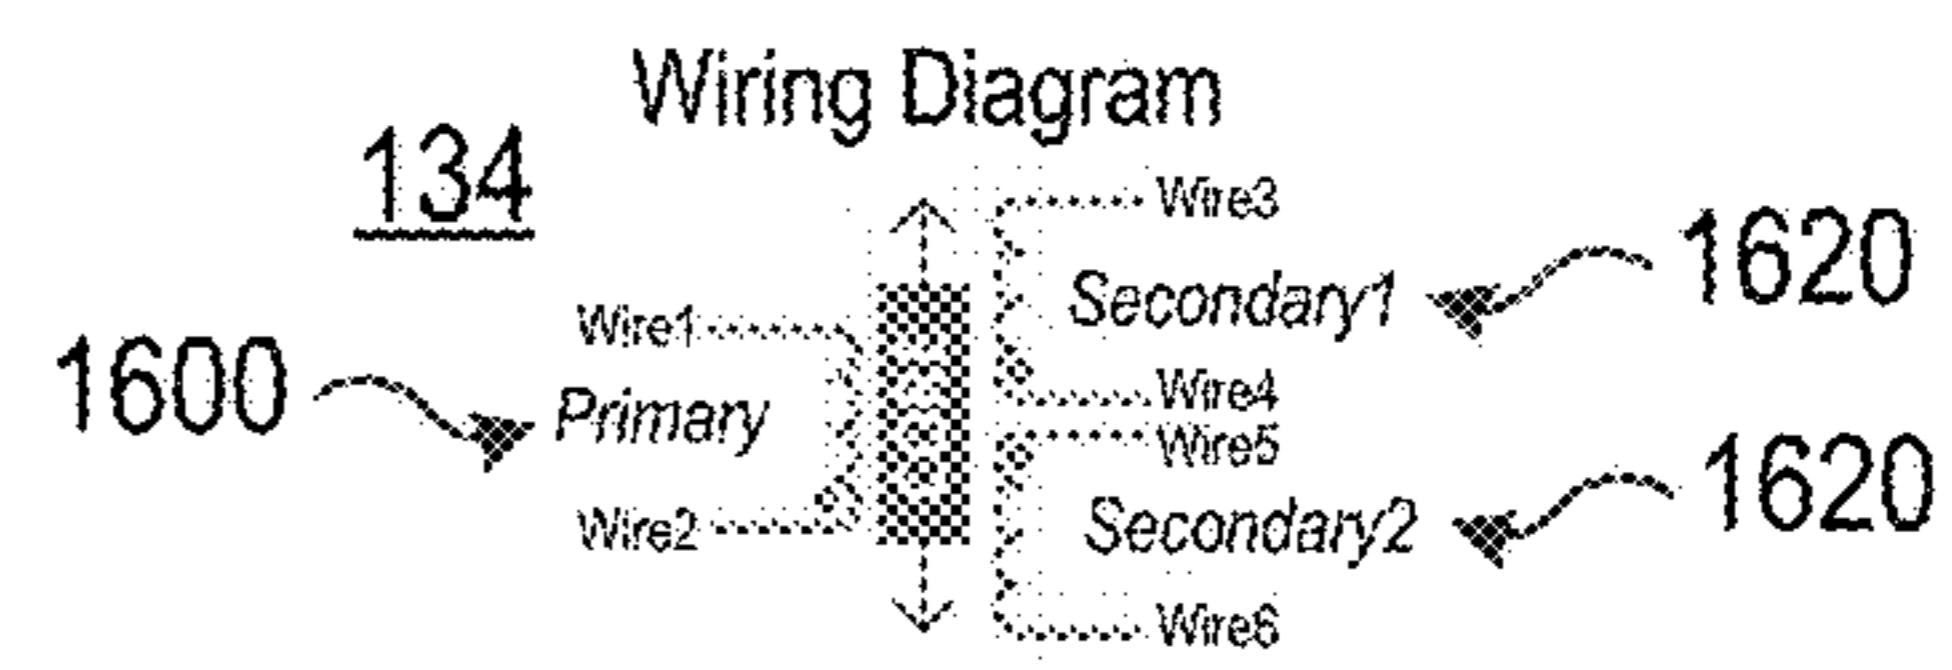 Wiring Diagram
134
Wire3
1620
Secondary1
Wire1
1600
Primary
Wire4
Wire5
1620
Secondary2
Wire2
Wire6